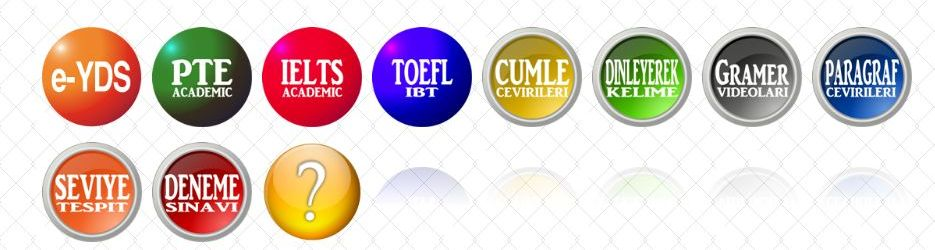 e-YDS
PTE
ACADEMIC
IELTS
ACADEMIC
TOEFL
IBT
CUMLE
CEVIRILERI
DINLEYEREK
KELIME
GRAMER
VIDEOLARI
PARAGRAF
CEVIRILERI
SEVIYE
TESPIT
DENEME
SINAVI
?